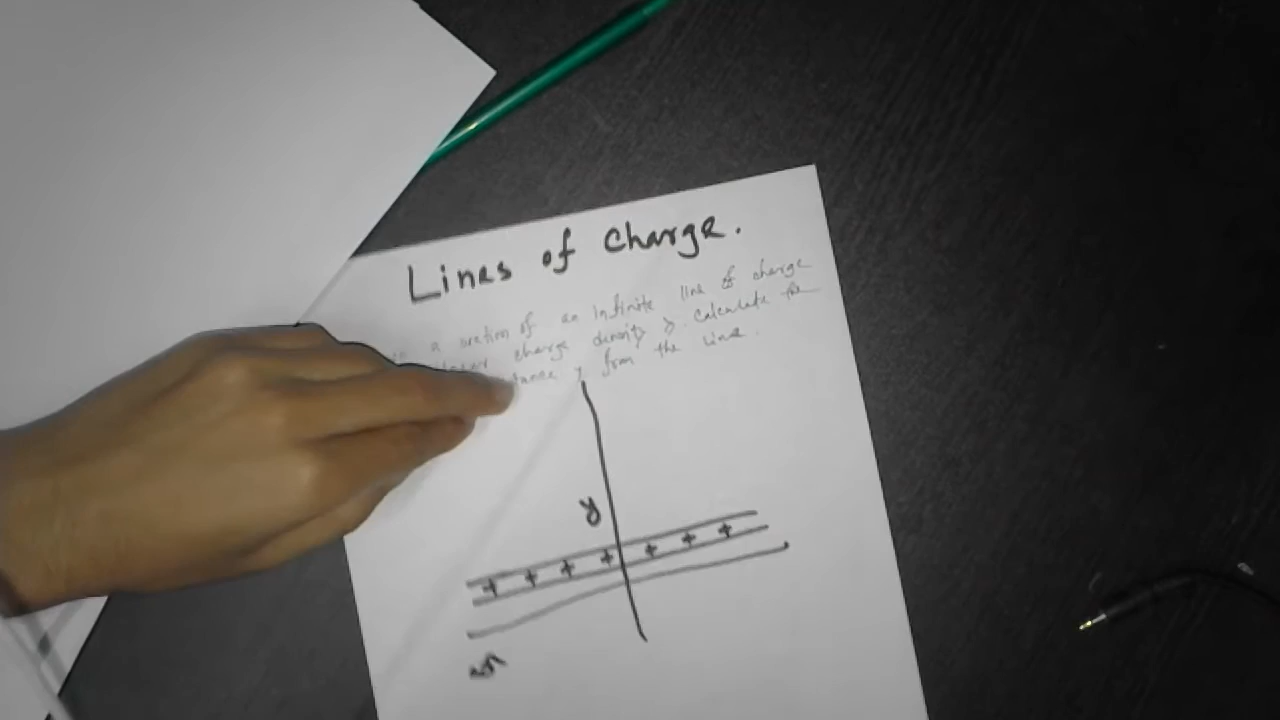 Lines of Charge.
a section of an infinite line of charge
charge density λ. Calculate the
y from the line.
y
+ + + + + + +